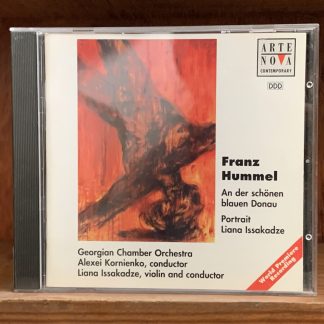 ARTE
NOVA
CONTEMPORARY
DDD
Franz
Hummel
An der schönen
blauen Donau
Portrait
Liana Issakadze
Georgian Chamber Orchestra
Alexei Kornienko, conductor
Liana Issakadze, violin and conductor
World Premiere
Recording